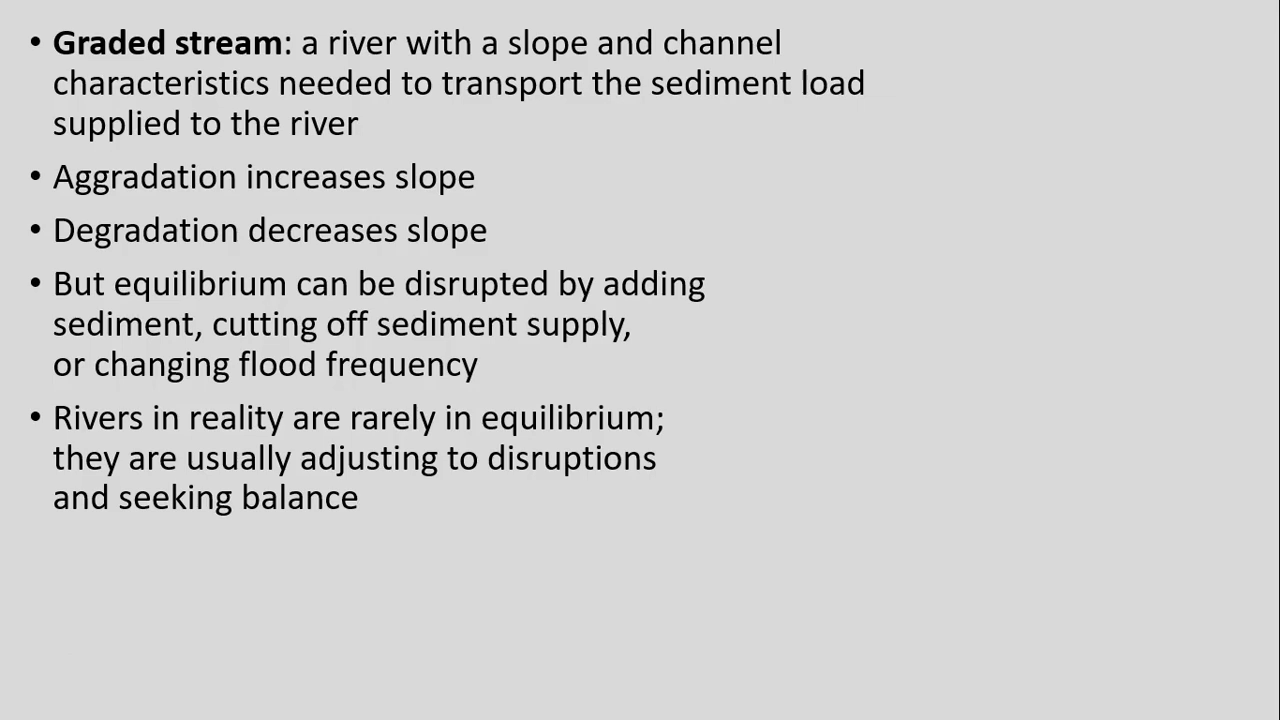 • Graded stream: a river with a slope and channel
characteristics needed to transport the sediment load
supplied to the river
• Aggradation increases slope
• Degradation decreases slope
• But equilibrium can be disrupted by adding
sediment, cutting off sediment supply,
or changing flood frequency
• Rivers in reality are rarely in equilibrium;
they are usually adjusting to disruptions
and seeking balance